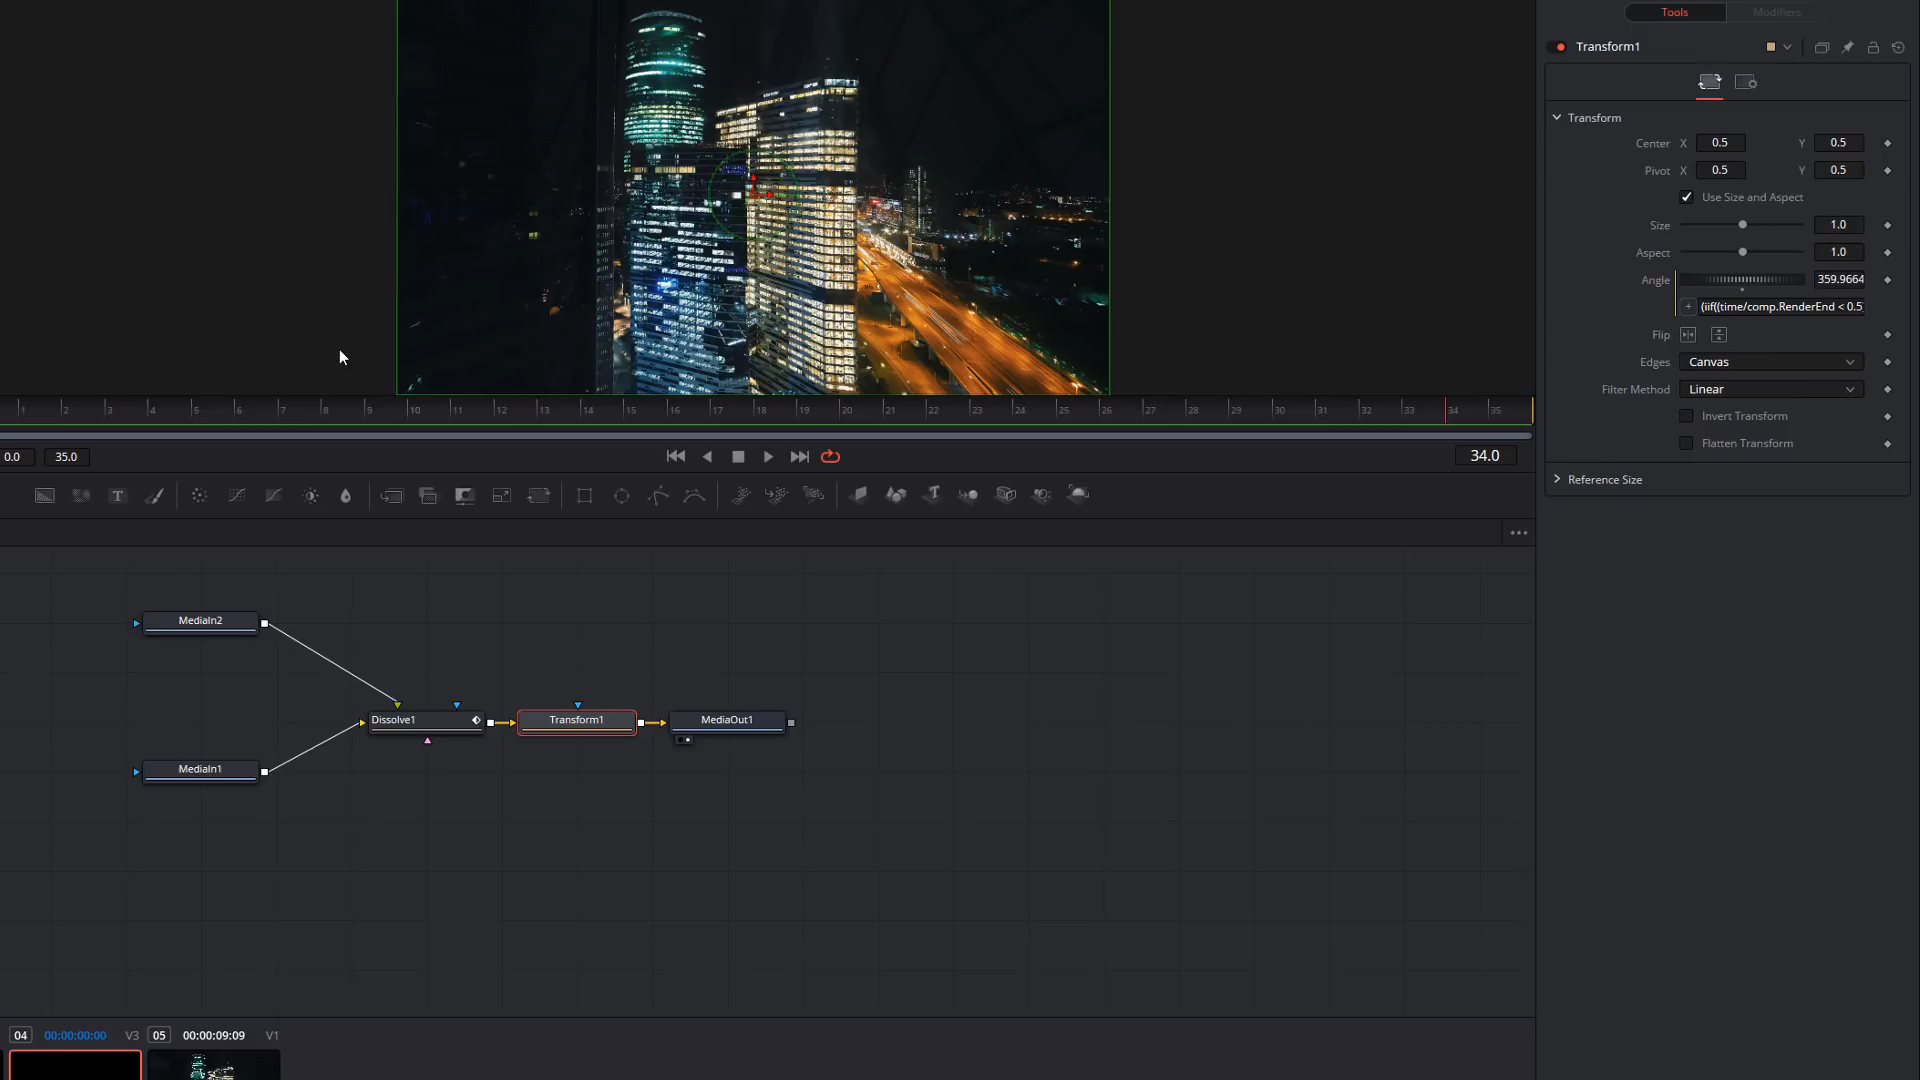 Tools
Modifiers
Transform1
Transform
Center X 0.5 Y 0.5
Pivot X 0.5 Y 0.5
Use Size and Aspect
Size 1.0
Aspect 1.0
Angle 359.9664
(iif((time/comp.RenderEnd < 0.5
Flip
Edges Canvas
Filter Method Linear
Invert Transform
Flatten Transform
Reference Size
1 2 3 4 5 6 7 8 9 10 11 12 13 14 15 16 17 18 19 20 21 22 23 24 25 26 27 28 29 30 31 32 33 34 35
0.0 35.0 34.0
T
MediaIn2
Dissolve1
Transform1
MediaOut1
MediaIn1
04 00:00:00:00 V3 05 00:00:09:09 V1